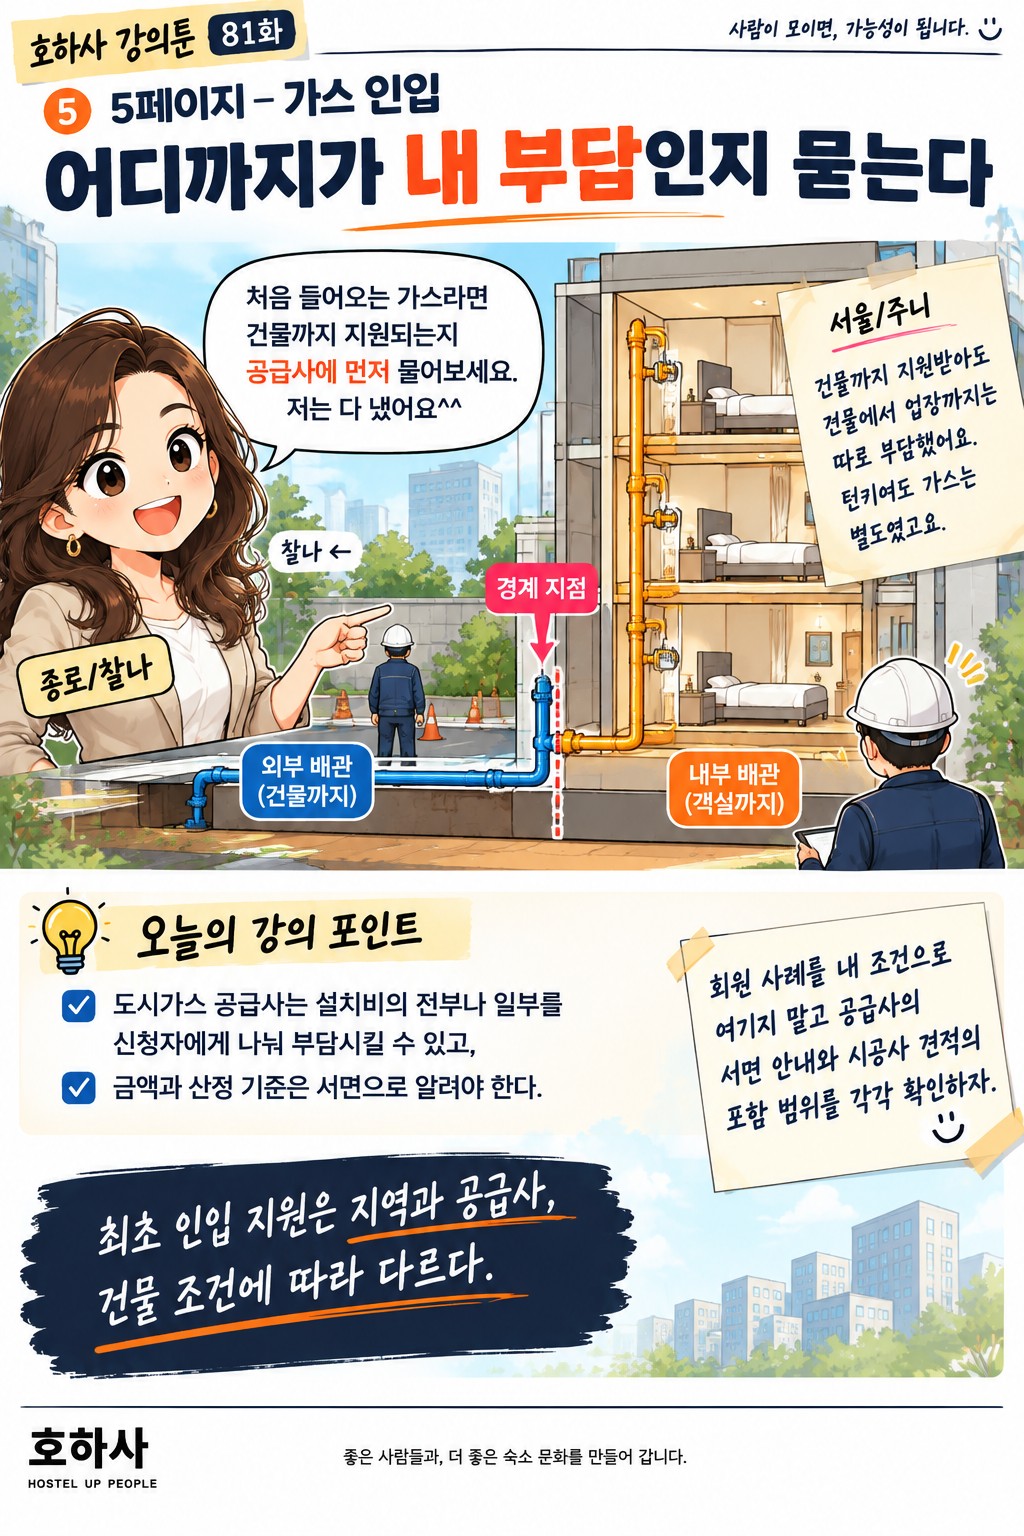 호하사 강의툰 81화
사람이 모이면, 가능성이 됩니다.
5 5페이지 – 가스 인입
어디까지가 내 부답인지 묻는다
처음 들어오는 가스라면
건물까지 지원되는지
공급사에 먼저 물어보세요.
저는 다 냈어요^^
서울/주니
건물까지 지원받아도
건물에서 업장까지는
따로 부담했어요.
턴키여도 가스는
별도였고요.
찰나 ←
경계 지점
종로/찰나
외부 배관
(건물까지)
내부 배관
(객실까지)
오늘의 강의 포인트
도시가스 공급사는 설치비의 전부나 일부를
신청자에게 나눠 부담시킬 수 있고,
금액과 산정 기준은 서면으로 알려야 한다.
회원 사례를 내 조건으로
여기지 말고 공급사의
서면 안내와 시공사 견적의
포함 범위를 각각 확인하자.
최초 인입 지원은 지역과 공급사,
건물 조건에 따라 다르다.
호하사
HOSTEL UP PEOPLE
좋은 사람들과, 더 좋은 숙소 문화를 만들어 갑니다.